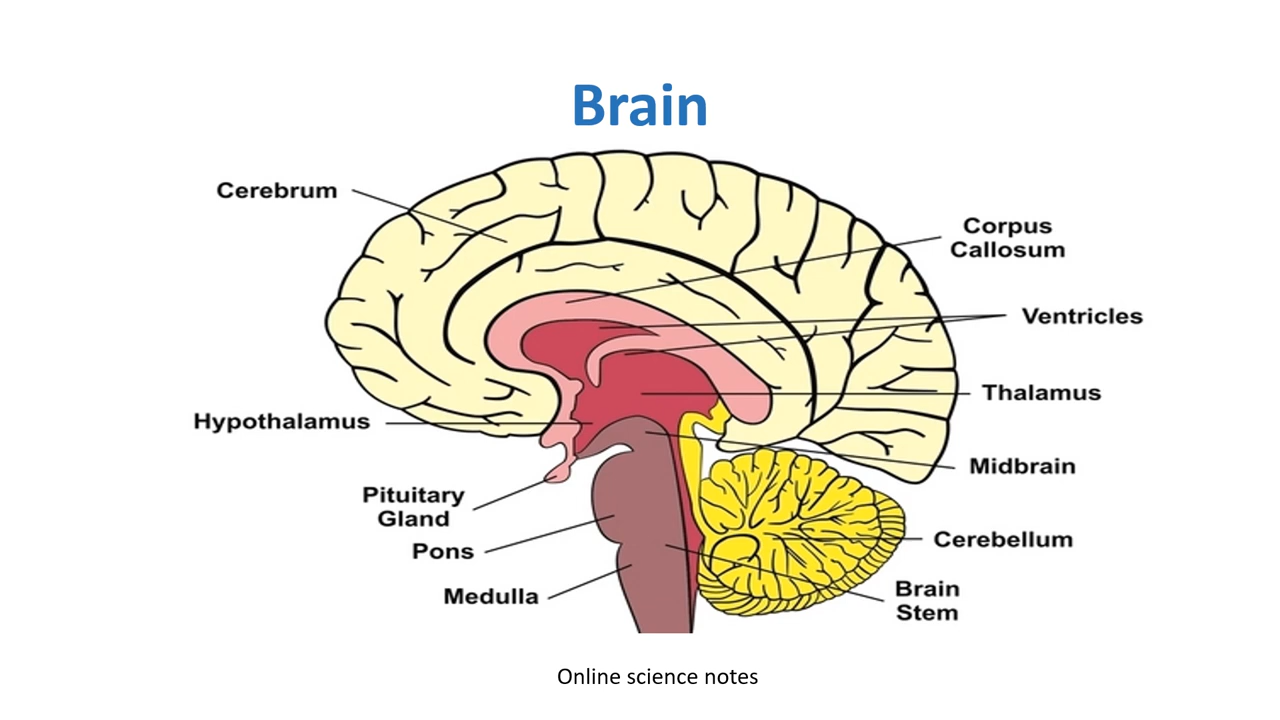 Brain
Cerebrum
Corpus
Callosum
Ventricles
Thalamus
Hypothalamus
Midbrain
Pituitary
Gland
Pons
Cerebellum
Medulla
Brain
Stem
Online science notes